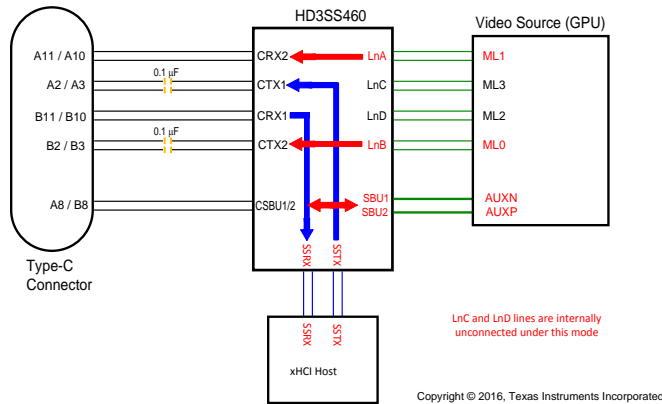 HD3SS460
Video Source (GPU)
A11 / A10
CRX2
LnA
ML1
0.1 µF
A2 / A3
CTX1
LnC
ML3
B11 / B10
CRX1
LnD
ML2
0.1 µF
B2 / B3
CTX2
LnB
ML0
A8 / B8
CSBU1/2
SBU1
SBU2
AUXN
AUXP
SSRX
SSTX
Type-C
Connector
SSRX
SSTX
xHCI Host
LnC and LnD lines are internally
unconnected under this mode
Copyright © 2016, Texas Instruments Incorporated